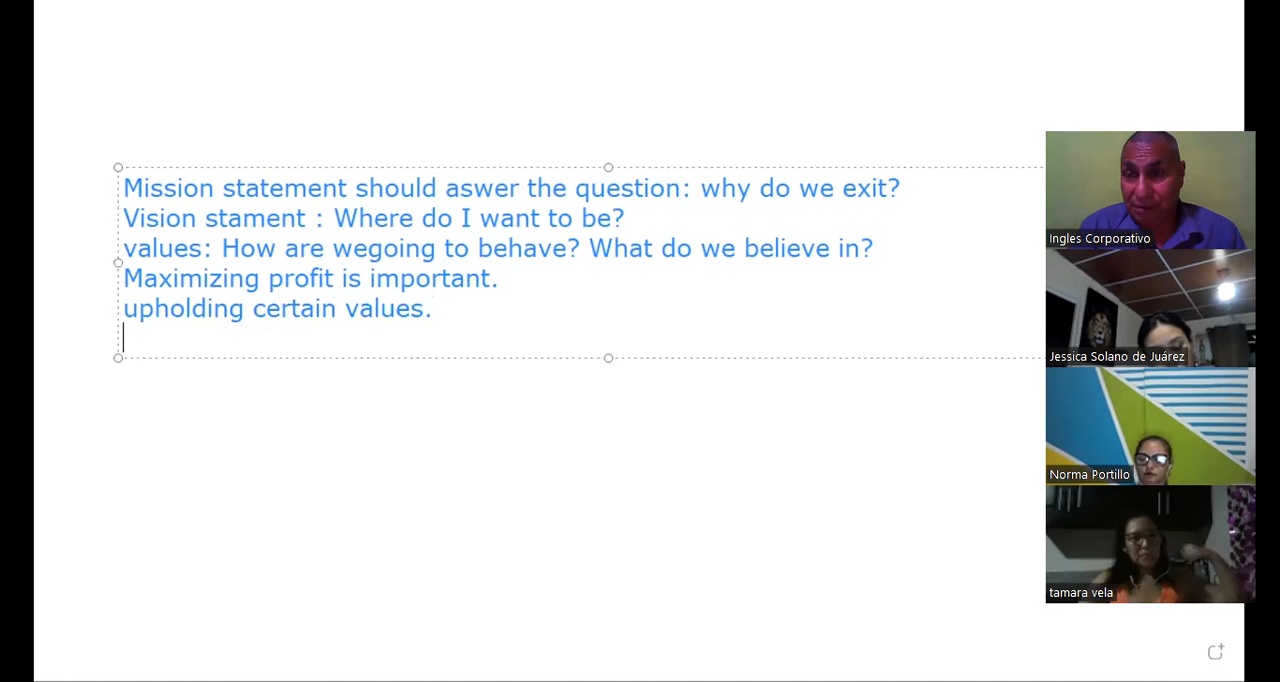 Mission statement should aswer the question: why do we exit?
Vision stament : Where do I want to be?
values: How are wegoing to behave? What do we believe in?
Maximizing profit is important.
upholding certain values.
Ingles Corporativo
Jessica Solano de Juárez
Norma Portillo
tamara vela